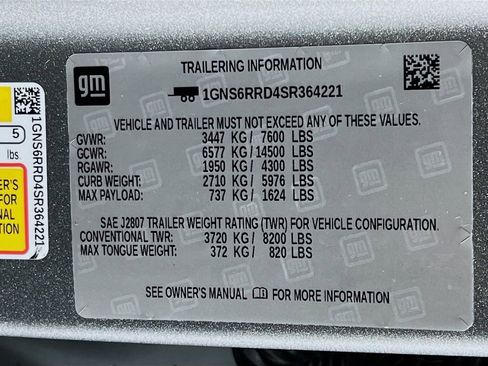 TRAILERING INFORMATION
gm
1GNS6RRD4SR364221
VEHICLE AND TRAILER MUST NOT EXCEED ANY OF THESE VALUES.
GVWR: 3447 KG/ 7600 LBS
GCWR: 6577 KG/ 14500 LBS
RGAWR: 1950 KG/ 4300 LBS
CURB WEIGHT: 2710 KG/ 5976 LBS
MAX PAYLOAD: 737 KG/ 1624 LBS
SAE J2807 TRAILER WEIGHT RATING (TWR) FOR VEHICLE CONFIGURATION.
CONVENTIONAL TWR: 3720 KG/ 8200 LBS
MAX TONGUE WEIGHT: 372 KG/ 820 LBS
SEE OWNER'S MANUAL FOR MORE INFORMATION
5
lbs
OWNER'S
FOR
1GNS6RRD4SR364221